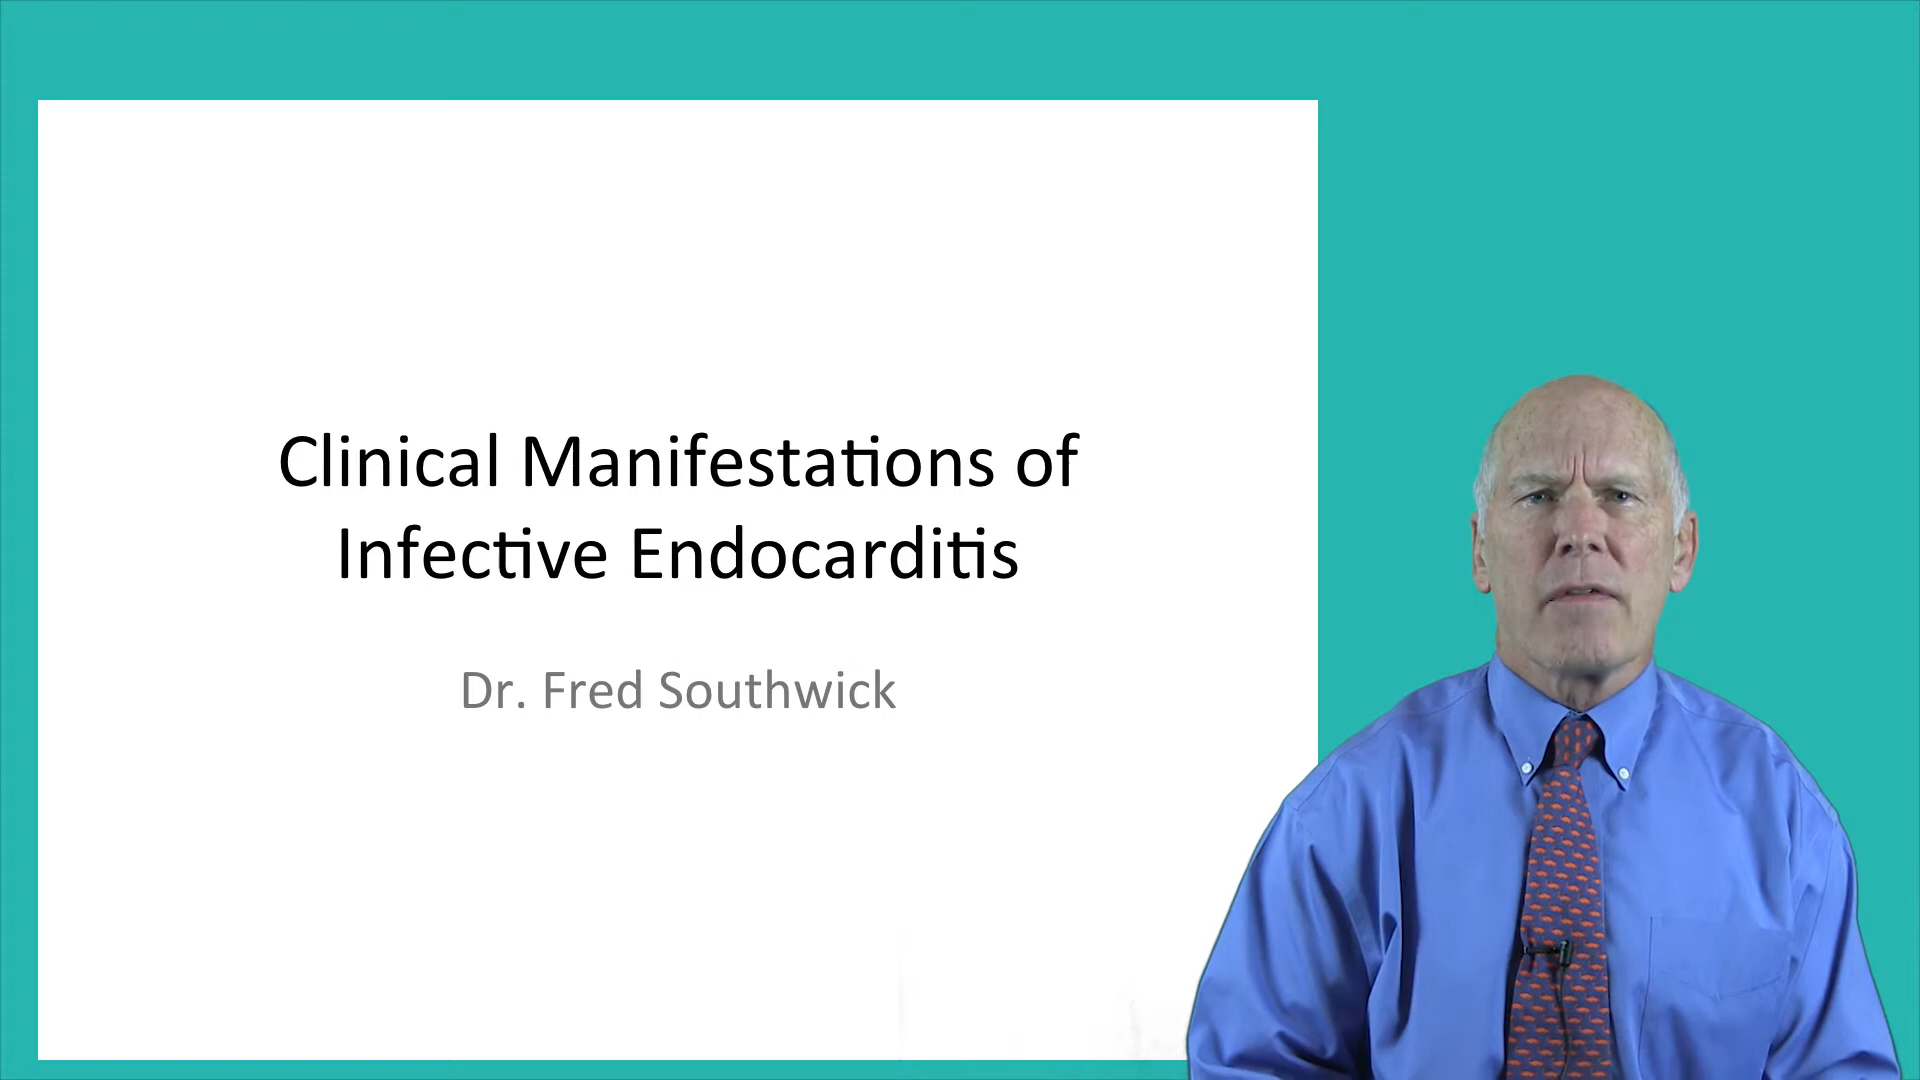 Clinical Manifestations of
Infective Endocarditis
Dr. Fred Southwick